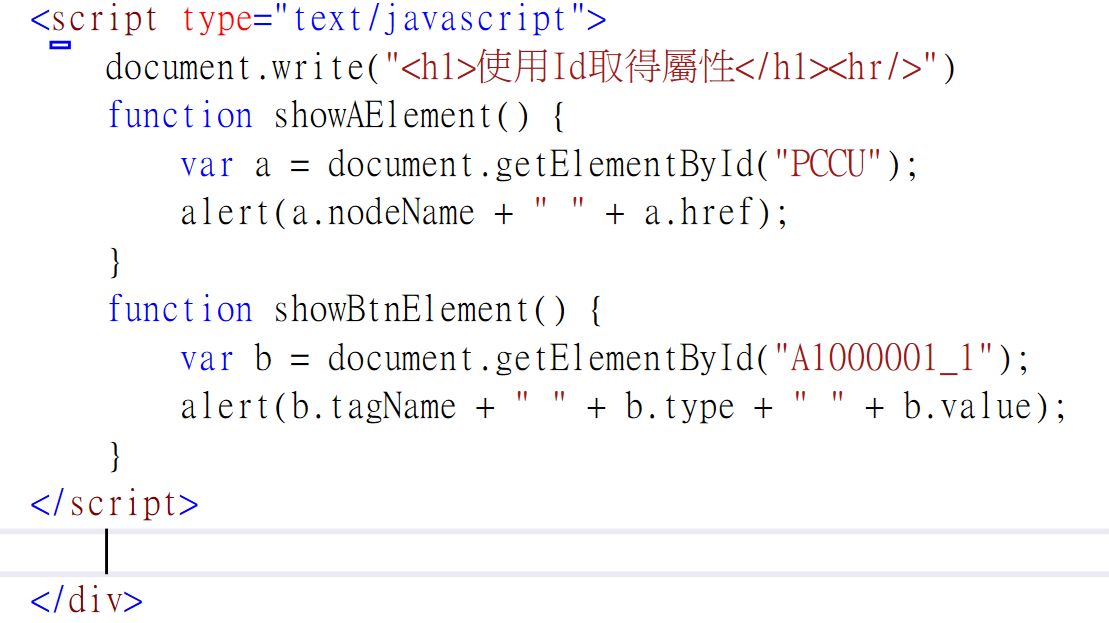 <script type="text/javascript">
document.write("<h1>使用Id取得屬性</h1><hr/>")
function showAElement() {
var a = document.getElementById("PCCU");
alert(a.nodeName + " " + a.href);
}
function showBtnElement() {
var b = document.getElementById("A1000001_1");
alert(b.tagName + " " + b.type + " " + b.value);
}
</script>
</div>